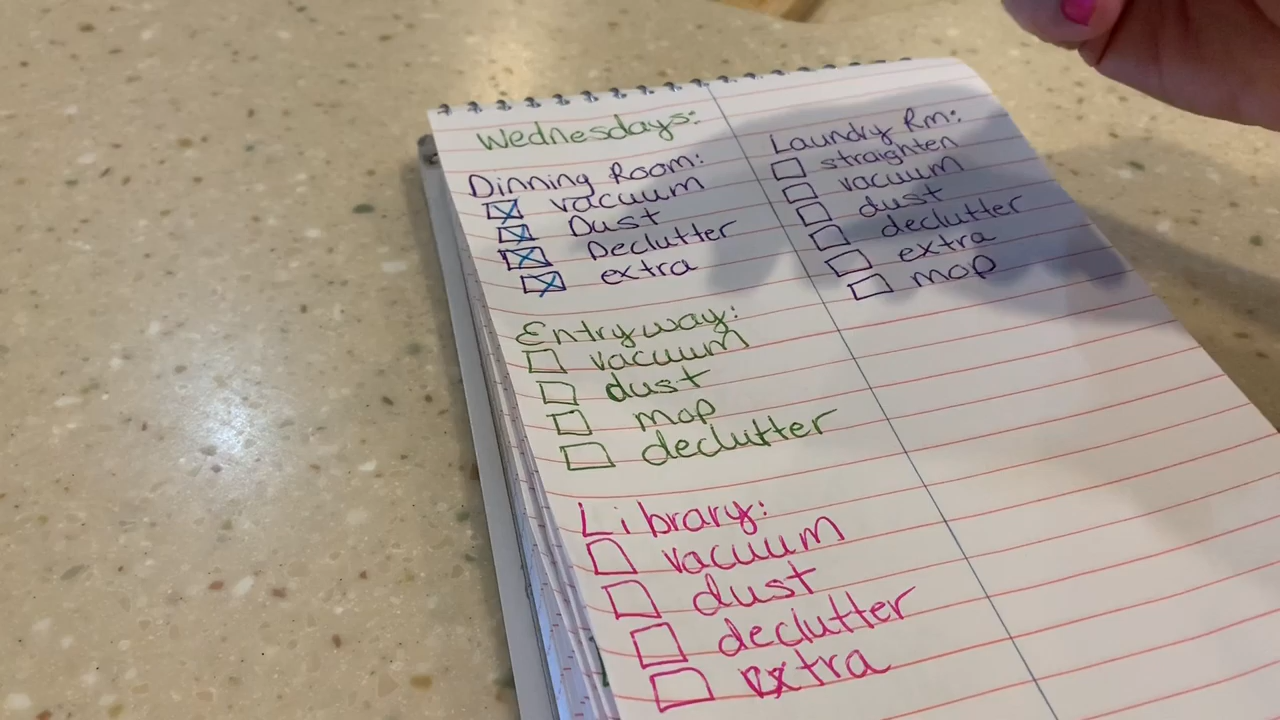 Wednesdays:
Dinning Room:
vacuum
Dust
Declutter
extra
Entryway:
vacuum
dust
mop
declutter
Library:
vacuum
dust
declutter
extra
Laundry Rm:
straighten
vacuum
dust
declutter
extra
mop